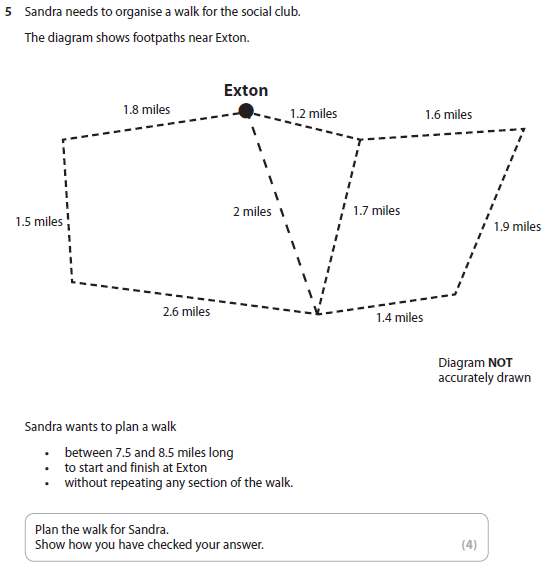 5 Sandra needs to organise a walk for the social club.
The diagram shows footpaths near Exton.
Exton
1.8 miles
1.2 miles
1.6 miles
1.5 miles
2 miles
1.7 miles
1.9 miles
2.6 miles
1.4 miles
Diagram NOT
accurately drawn
Sandra wants to plan a walk
• between 7.5 and 8.5 miles long
• to start and finish at Exton
• without repeating any section of the walk.
Plan the walk for Sandra.
Show how you have checked your answer. (4)